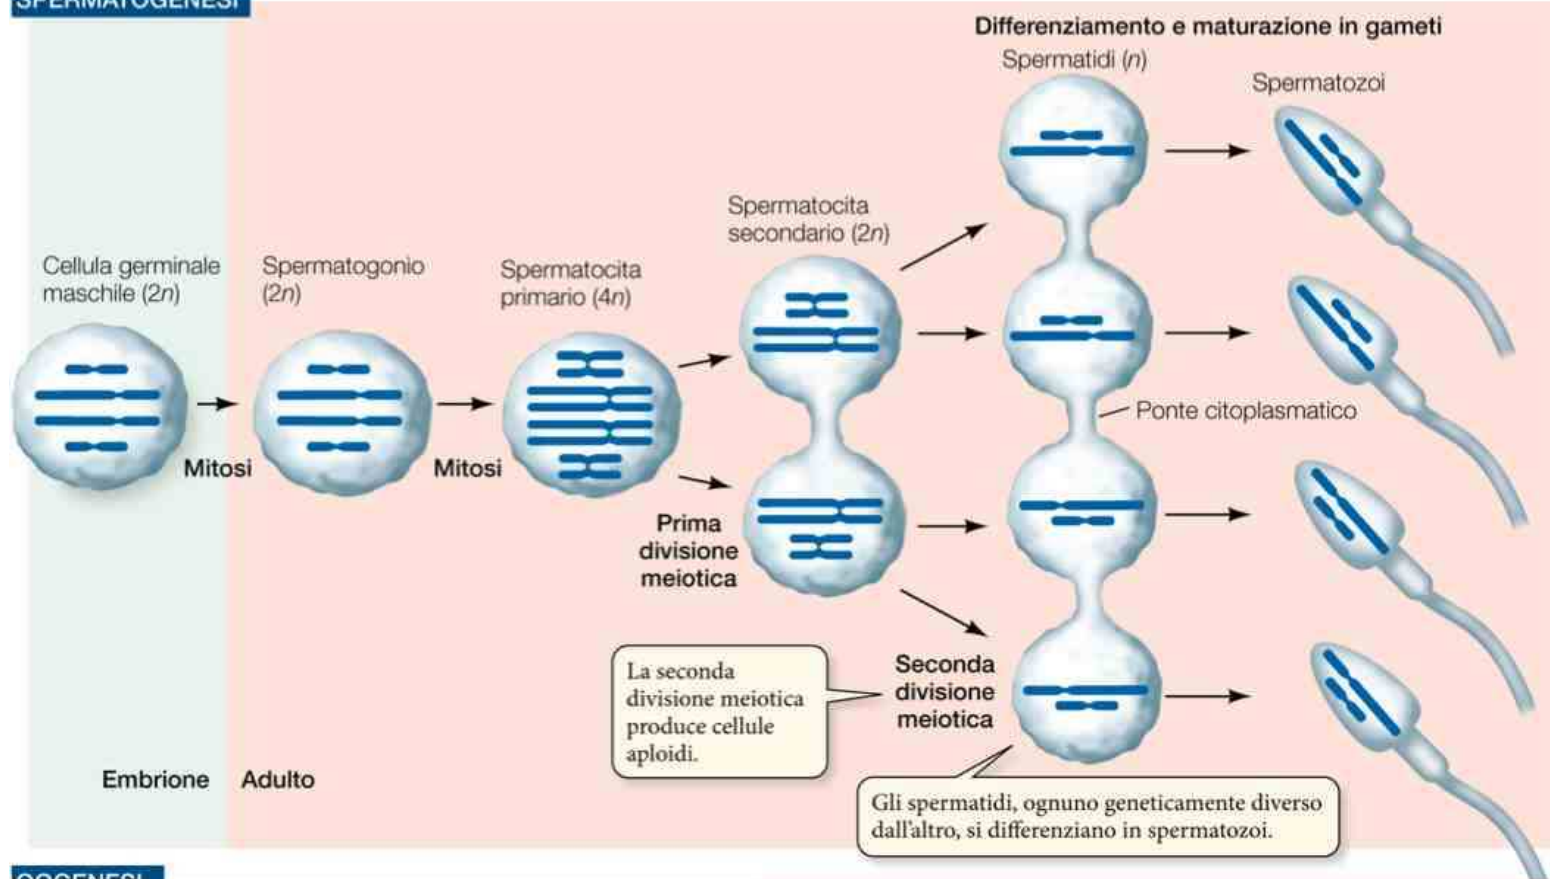 SPERMATOGENESI
Differenziamento e maturazione in gameti
Spermatidi (n)
Spermatozoi
Spermatocita
secondario (2n)
Cellula germinale
maschile (2n)
Spermatogonio
(2n)
Spermatocita
primario (4n)
Ponte citoplasmatico
Mitosi
Mitosi
Prima
divisione
meiotica
La seconda
divisione meiotica
produce cellule
aploidi.
Seconda
divisione
meiotica
Embrione
Adulto
Gli spermatidi, ognuno geneticamente diverso
dall'altro, si differenziano in spermatozoi.
OOGENESI